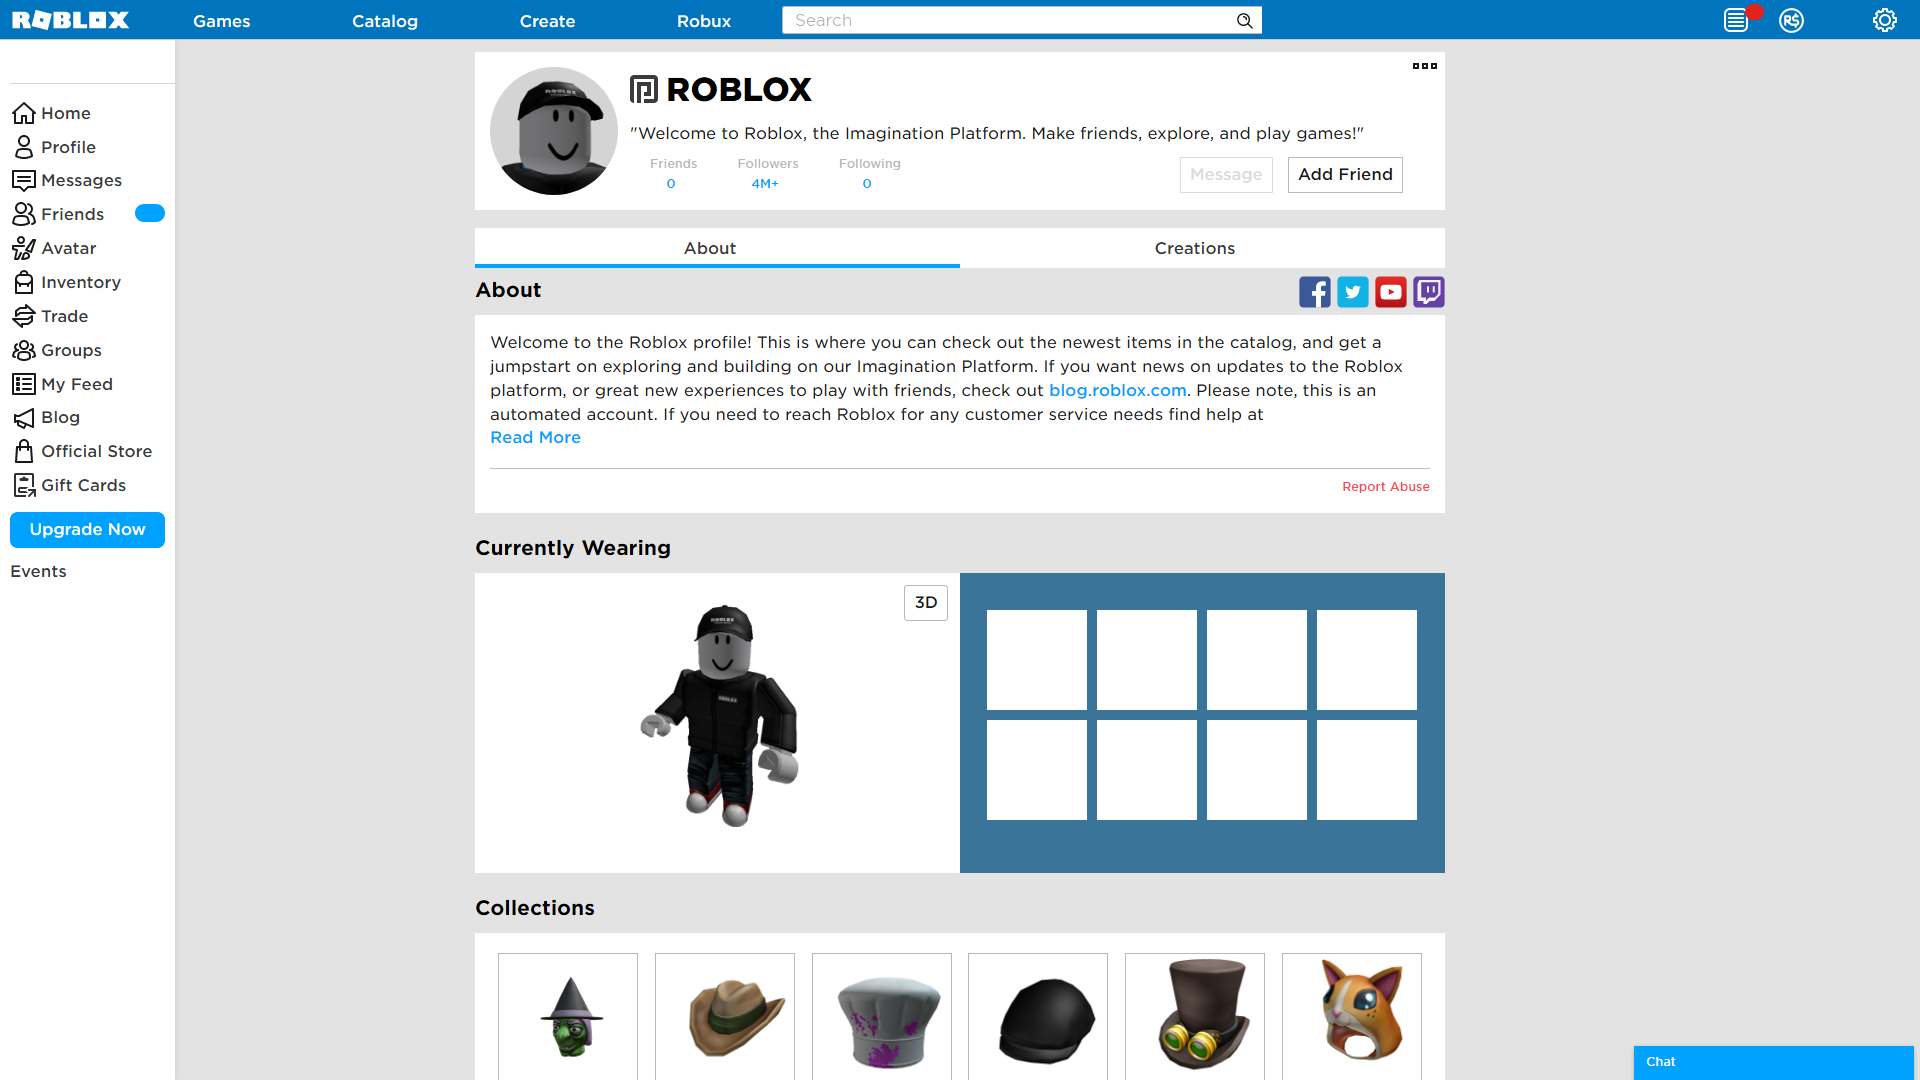 ROBLOX
Games
Catalog
Create
Robux
Search
R$
Home
Profile
Messages
Friends
Avatar
Inventory
Trade
Groups
My Feed
Blog
Official Store
Gift Cards
Upgrade Now
Events
ROBLOX
ROBLOX
"Welcome to Roblox, the Imagination Platform. Make friends, explore, and play games!"
Friends
Followers
Following
0
4M+
0
Message
Add Friend
About
Creations
About
Welcome to the Roblox profile! This is where you can check out the newest items in the catalog, and get a
jumpstart on exploring and building on our Imagination Platform. If you want news on updates to the Roblox
platform, or great new experiences to play with friends, check out blog.roblox.com. Please note, this is an
automated account. If you need to reach Roblox for any customer service needs find help at
Read More
Report Abuse
Currently Wearing
3D
ROBLOX
ROBLOX
Collections
Chat